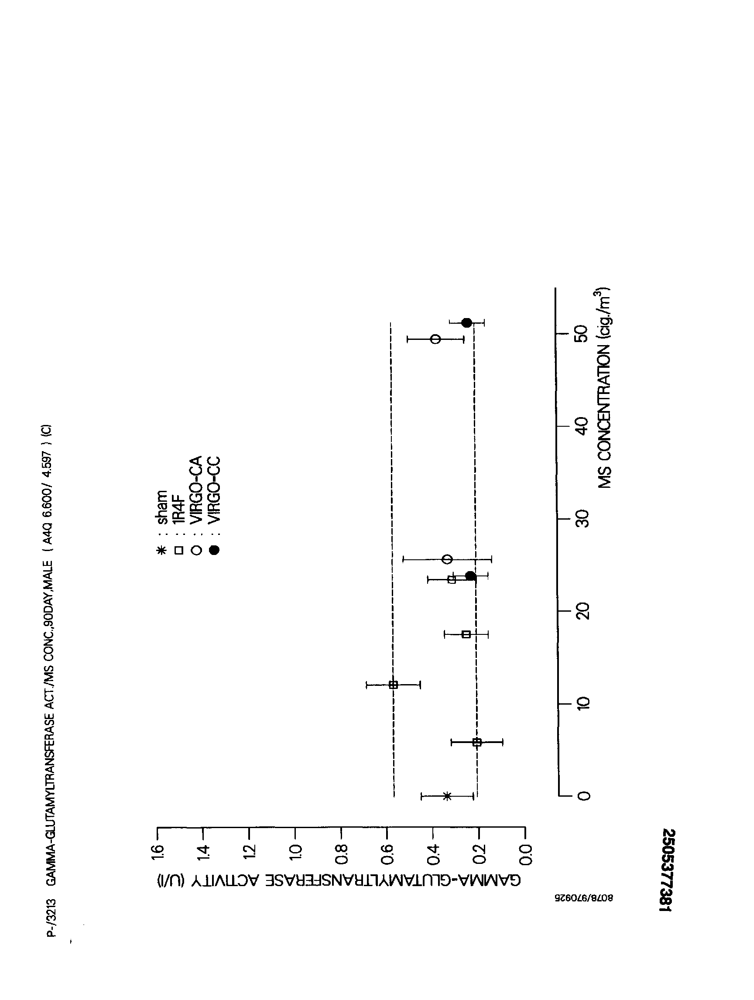 P-/3213 GAMMA-GLUTAMYLTRANSFERASE ACT./MS CONC.,90DAY,MALE ( A4Q 6.600/ 4.597 ) (C)
* : sham
□ : 1R4F
○ : VIRGO-CA
● : VIRGO-CC
GAMMA-GLUTAMYLTRANSFERASE ACTIVITY (U/l)
1.6
1.4
1.2
1.0
0.8
0.6
0.4
0.2
0.0
0 10 20 30 40 50
MS CONCENTRATION (cig./m³)
8078/970925
2505377381